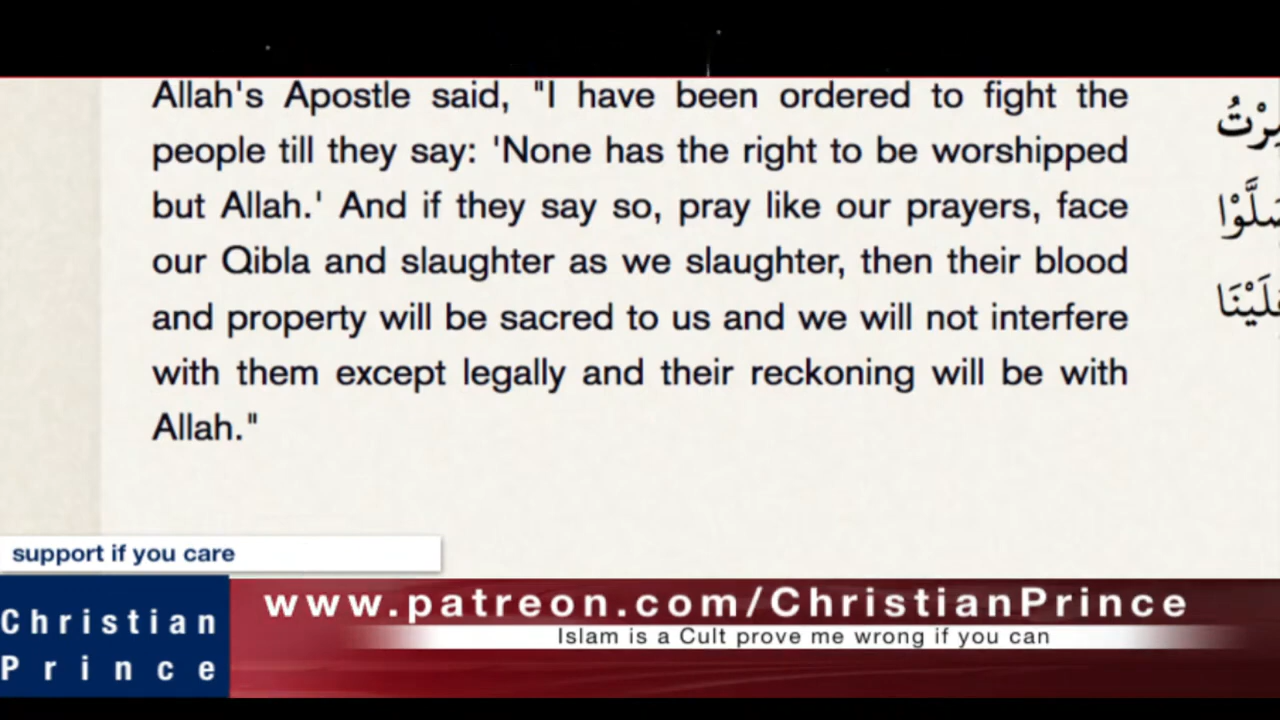 Allah's Apostle said, "I have been ordered to fight the
people till they say: 'None has the right to be worshipped
but Allah.' And if they say so, pray like our prayers, face
our Qibla and slaughter as we slaughter, then their blood
and property will be sacred to us and we will not interfere
with them except legally and their reckoning will be with
Allah."
support if you care
Christian
Prince
www.patreon.com/ChristianPrince
Islam is a Cult prove me wrong if you can